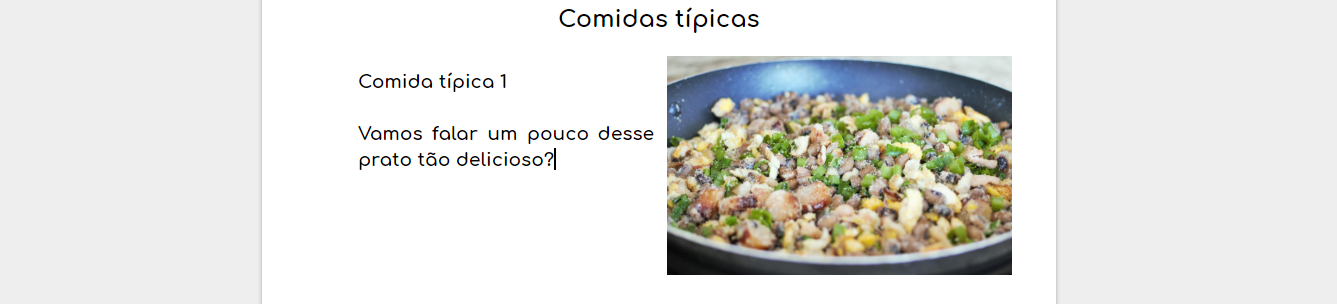 Comidas típicas
Comida típica 1
Vamos falar um pouco desse
prato tão delicioso?